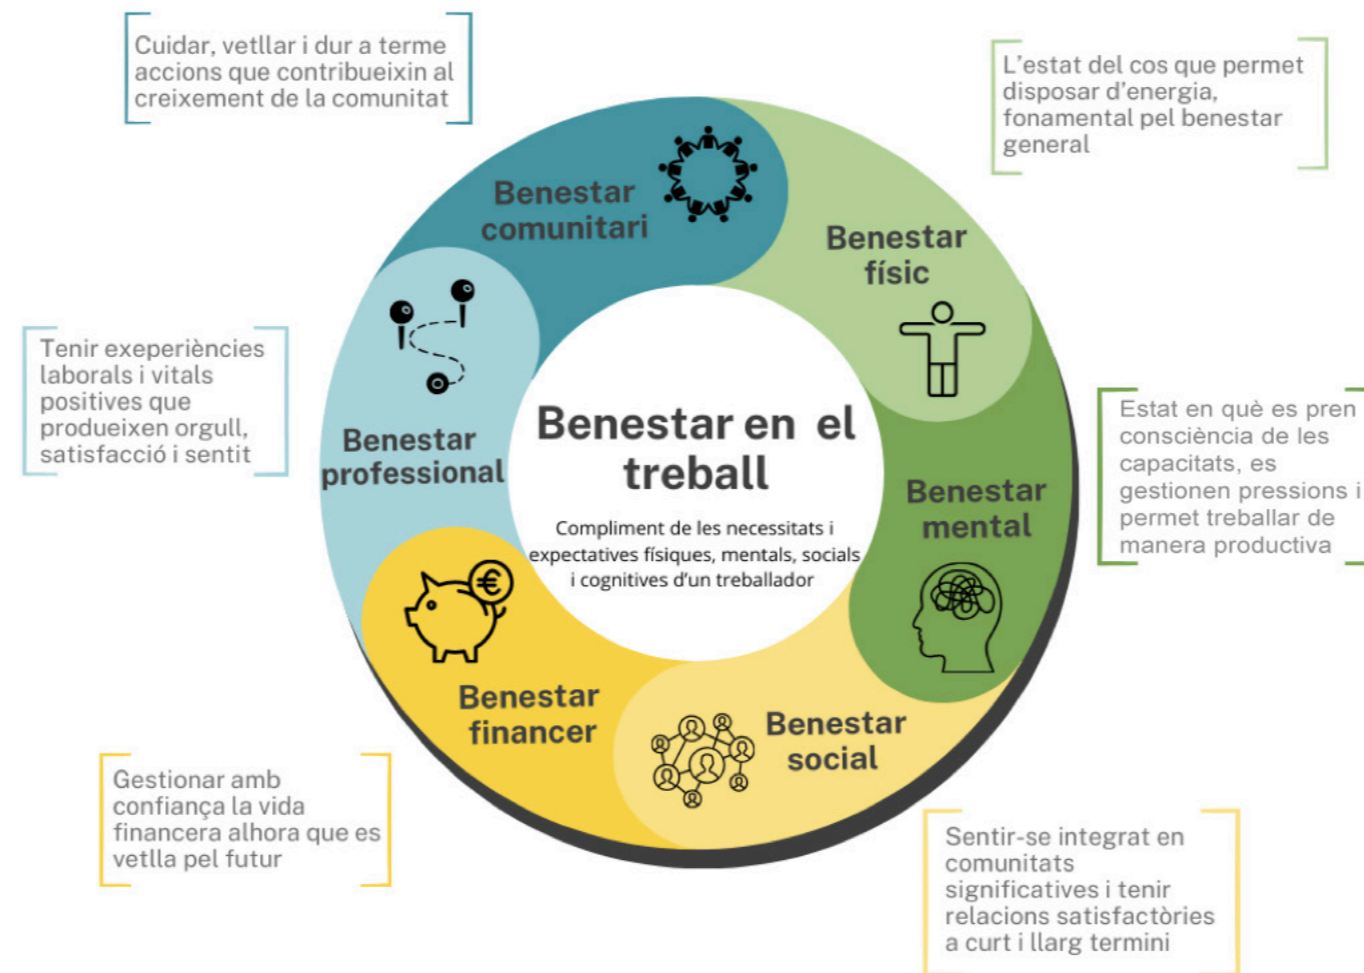 Cuidar, vetllar i dur a terme
accions que contribueixin al
creixement de la comunitat
L'estat del cos que permet
disposar d'energia,
fonamental pel benestar
general
Benestar
comunitari
Benestar
físic
Tenir exeperiències
laborals i vitals
positives que
produeixen orgull,
satisfacció i sentit
Benestar
professional
Benestar en el
treball
Compliment de les necessitats i
expectatives físiques, mentals, socials
i cognitives d'un treballador
Benestar
mental
Estat en què es pren
consciència de les
capacitats, es
gestionen pressions i
permet treballar de
manera productiva
€
Benestar
financer
Benestar
social
Gestionar amb
confiança la vida
financera alhora que es
vetlla pel futur
Sentir-se integrat en
comunitats
significatives i tenir
relacions satisfactòries
a curt i llarg termini